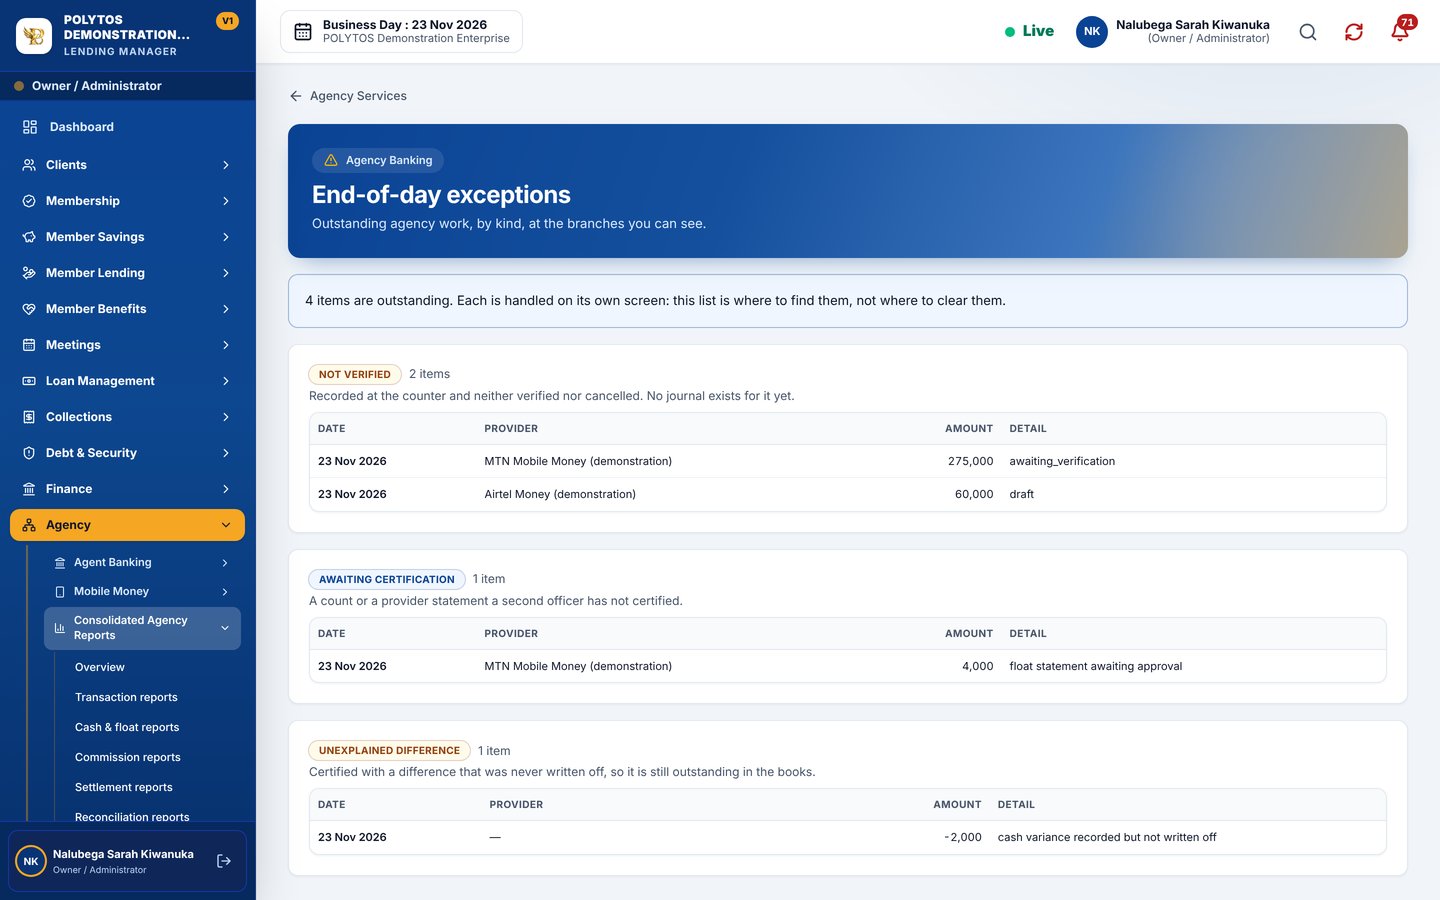 POLYTOS
DEMONSTRATION...
LENDING MANAGER
V1
Owner / Administrator
Dashboard
Clients
Membership
Member Savings
Member Lending
Member Benefits
Meetings
Loan Management
Collections
Debt & Security
Finance
Agency
Agent Banking
Mobile Money
Consolidated Agency
Reports
Overview
Transaction reports
Cash & float reports
Commission reports
Settlement reports
Reconciliation reports
NK
Nalubega Sarah Kiwanuka
Owner / Administrator
Business Day : 23 Nov 2026
POLYTOS Demonstration Enterprise
Live
NK
Nalubega Sarah Kiwanuka
(Owner / Administrator)
71
Agency Services
Agency Banking
End-of-day exceptions
Outstanding agency work, by kind, at the branches you can see.
4 items are outstanding. Each is handled on its own screen: this list is where to find them, not where to clear them.
NOT VERIFIED 2 items
Recorded at the counter and neither verified nor cancelled. No journal exists for it yet.
DATE PROVIDER AMOUNT DETAIL
23 Nov 2026 MTN Mobile Money (demonstration) 275,000 awaiting_verification
23 Nov 2026 Airtel Money (demonstration) 60,000 draft
AWAITING CERTIFICATION 1 item
A count or a provider statement a second officer has not certified.
DATE PROVIDER AMOUNT DETAIL
23 Nov 2026 MTN Mobile Money (demonstration) 4,000 float statement awaiting approval
UNEXPLAINED DIFFERENCE 1 item
Certified with a difference that was never written off, so it is still outstanding in the books.
DATE PROVIDER AMOUNT DETAIL
23 Nov 2026 — -2,000 cash variance recorded but not written off